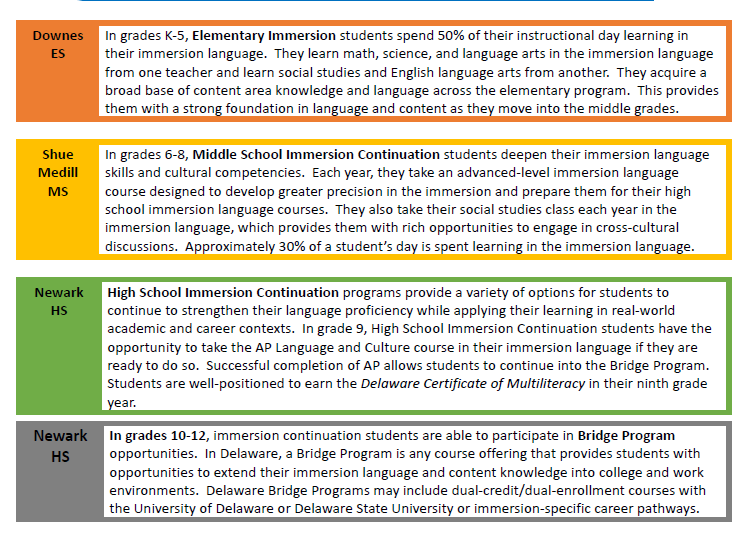 Downes
ES
In grades K-5, Elementary Immersion students spend 50% of their instructional day learning in
their immersion language.  They learn math, science, and language arts in the immersion language
from one teacher and learn social studies and English language arts from another.  They acquire a
broad base of content area knowledge and language across the elementary program.  This provides
them with a strong foundation in language and content as they move into the middle grades.
Shue
Medill
MS
In grades 6-8, Middle School Immersion Continuation students deepen their immersion language
skills and cultural competencies.  Each year, they take an advanced-level immersion language
course designed to develop greater precision in the immersion and prepare them for their high
school immersion language courses.  They also take their social studies class each year in the
immersion language, which provides them with rich opportunities to engage in cross-cultural
discussions.  Approximately 30% of a student's day is spent learning in the immersion language.
Newark
HS
High School Immersion Continuation programs provide a variety of options for students to
continue to strengthen their language proficiency while applying their learning in real-world
academic and career contexts.  In grade 9, High School Immersion Continuation students have the
opportunity to take the AP Language and Culture course in their immersion language if they are
ready to do so.  Successful completion of AP allows students to continue into the Bridge Program.
Students are well-positioned to earn the Delaware Certificate of Multiliteracy in their ninth grade
year.
Newark
HS
In grades 10-12, immersion continuation students are able to participate in Bridge Program
opportunities.  In Delaware, a Bridge Program is any course offering that provides students with
opportunities to extend their immersion language and content knowledge into college and work
environments.  Delaware Bridge Programs may include dual-credit/dual-enrollment courses with
the University of Delaware or Delaware State University or immersion-specific career pathways.